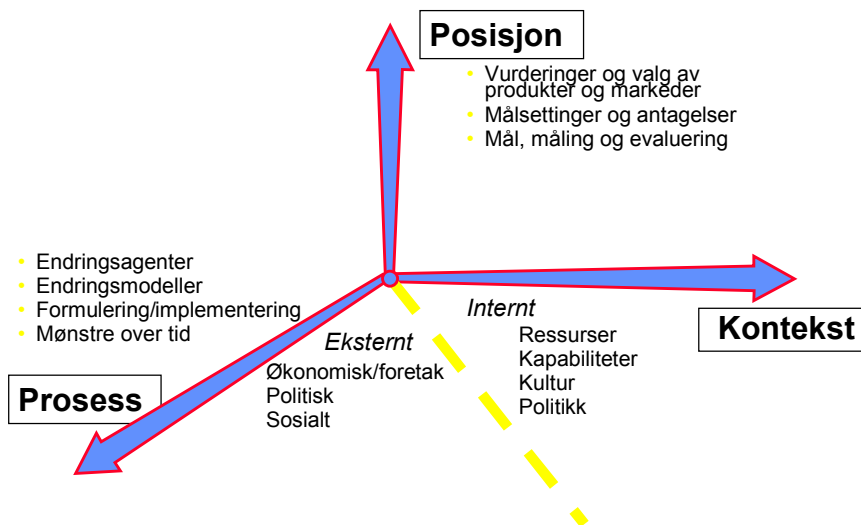 Posisjon
• Vurderinger og valg av
produkter og markeder
• Målsettinger og antagelser
• Mål, måling og evaluering
• Endringsagenter
• Endringsmodeller
• Formulering/implementering
• Mønstre over tid
Prosess
Eksternt
Økonomisk/foretak
Politisk
Sosialt
Internt
Ressurser
Kapabiliteter
Kultur
Politikk
Kontekst